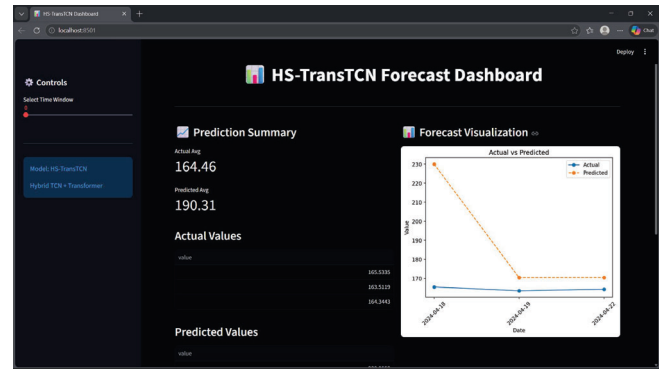 HS-TransTCN Dashboard
localhost:8501
Chat
Deploy
Controls
Select Time Window
0
Model: HS-TransTCN
Hybrid TCN + Transformer
HS-TransTCN Forecast Dashboard
Prediction Summary
Actual Avg
164.46
Predicted Avg
190.31
Actual Values
value
165.5335
163.5119
164.3443
Predicted Values
value
Forecast Visualization
Actual vs Predicted
Actual
Predicted
230
220
210
200
190
180
170
Value
2024-04-18
2024-04-19
2024-04-22
Date